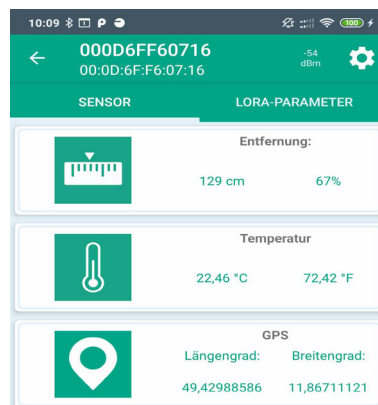 10:09 P 100
000D6FF60716
00:0D:6F:F6:07:16
-54
dBm
SENSOR LORA-PARAMETER
Entfernung:
129 cm 67%
Temperatur
22,46 °C 72,42 °F
GPS
Längengrad: Breitengrad:
49,42988586 11,86711121